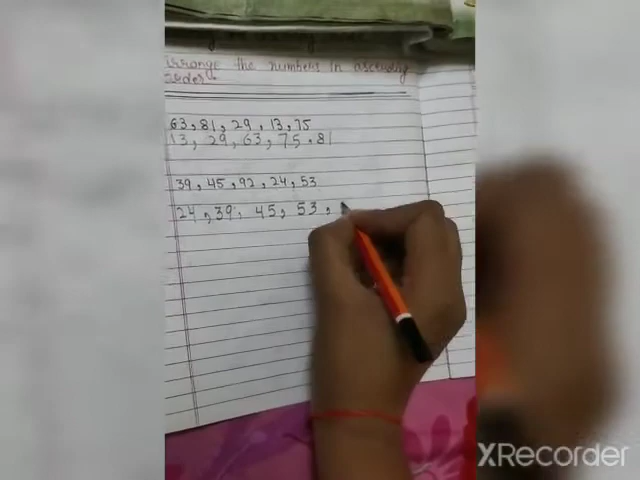 arrange the numbers in ascending
order.
63, 81, 29, 13, 75
13, 29, 63, 75, 81
39, 45, 92, 24, 53
24, 39, 45, 53,
XRecorder